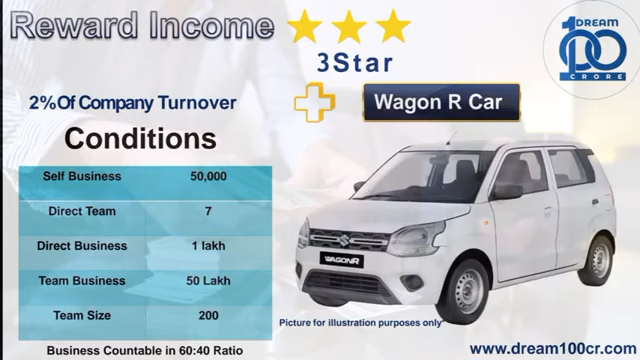 Reward Income
3Star
1 DREAM
100
CRORE
2%Of Company Turnover
Wagon R Car
Conditions
Self Business 50,000
Direct Team 7
Direct Business 1 lakh
Team Business 50 Lakh
Team Size 200
WAGONR
Picture for illustration purposes only*
Business Countable in 60:40 Ratio
www.dream100cr.com